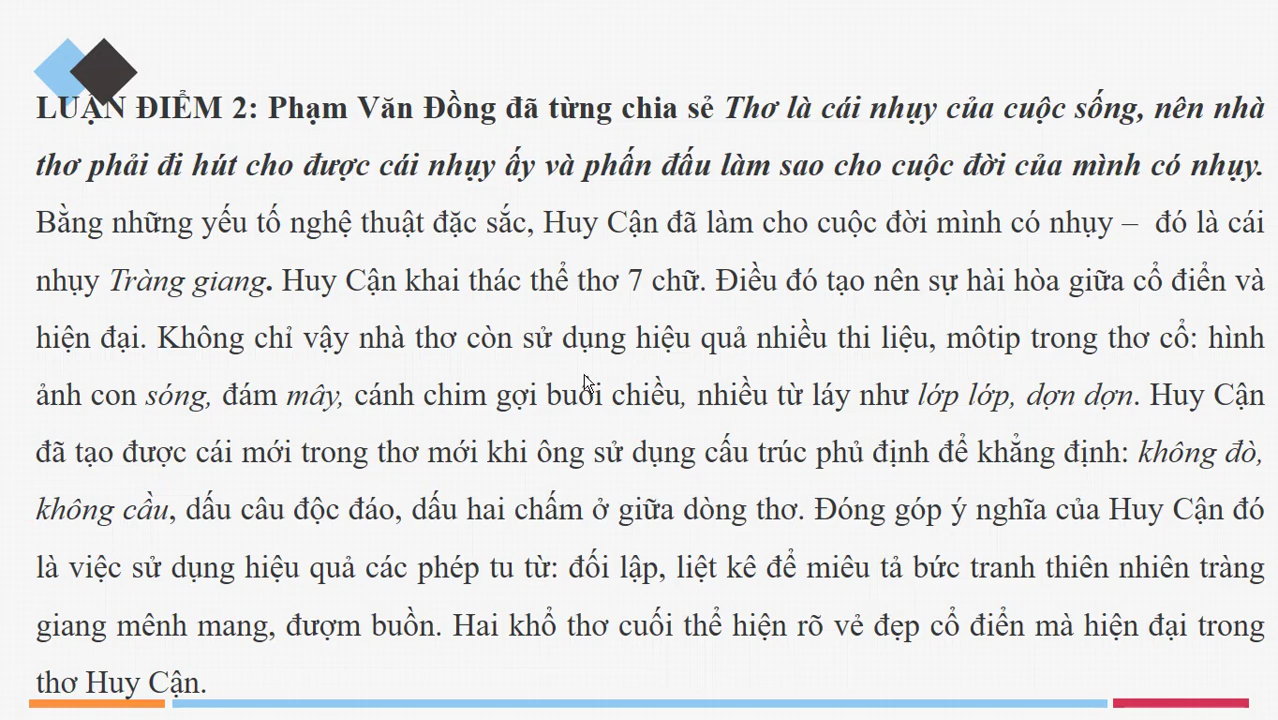 LUẬN ĐIỂM 2: Phạm Văn Đồng đã từng chia sẻ Thơ là cái nhụy của cuộc sống, nên nhà
thơ phải đi hút cho được cái nhụy ấy và phấn đấu làm sao cho cuộc đời của mình có nhụy.
Bằng những yếu tố nghệ thuật đặc sắc, Huy Cận đã làm cho cuộc đời mình có nhụy – đó là cái
nhụy Tràng giang. Huy Cận khai thác thể thơ 7 chữ. Điều đó tạo nên sự hài hòa giữa cổ điển và
hiện đại. Không chỉ vậy nhà thơ còn sử dụng hiệu quả nhiều thi liệu, môtip trong thơ cổ: hình
ảnh con sóng, đám mây, cánh chim gợi buổi chiều, nhiều từ láy như lớp lớp, dợn dợn. Huy Cận
đã tạo được cái mới trong thơ mới khi ông sử dụng cấu trúc phủ định để khẳng định: không đò,
không cầu, dấu câu độc đáo, dấu hai chấm ở giữa dòng thơ. Đóng góp ý nghĩa của Huy Cận đó
là việc sử dụng hiệu quả các phép tu từ: đối lập, liệt kê để miêu tả bức tranh thiên nhiên tràng
giang mênh mang, đượm buồn. Hai khổ thơ cuối thể hiện rõ vẻ đẹp cổ điển mà hiện đại trong
thơ Huy Cận.